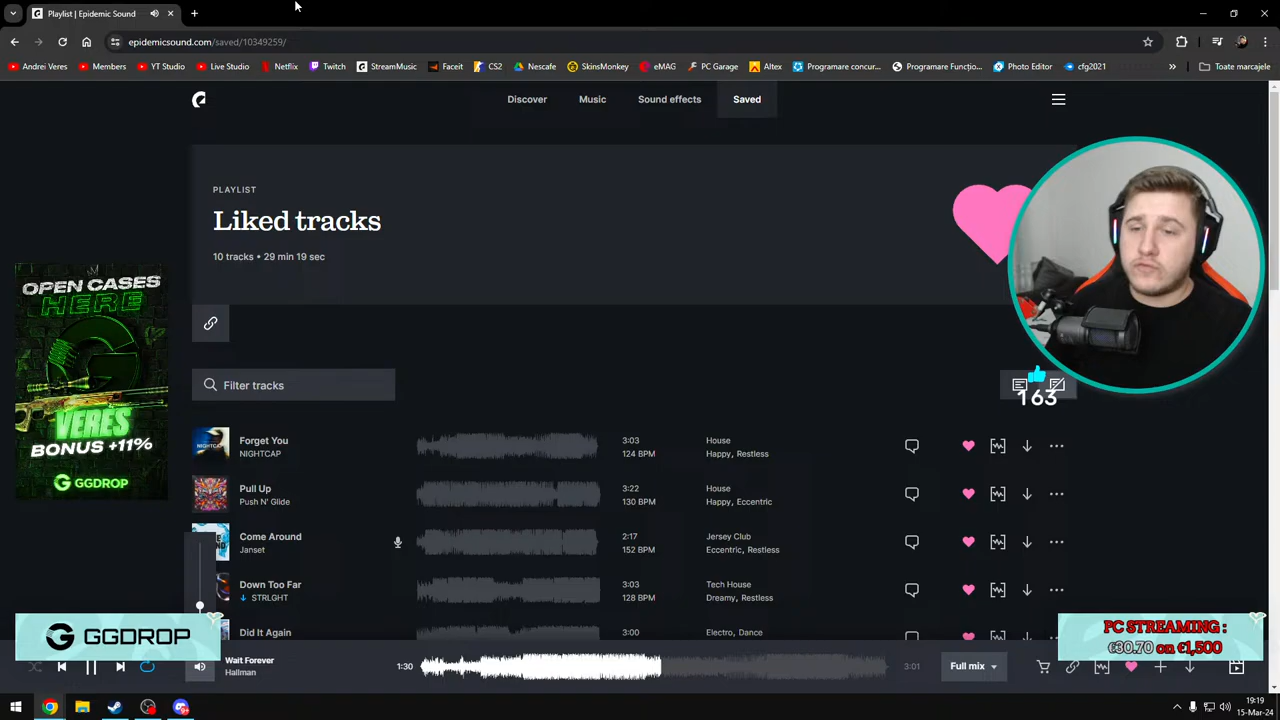 Playlist | Epidemic Sound
epidemicsound.com/saved/10349259/
Andrei Veres
Members
YT Studio
Live Studio
Netflix
Twitch
StreamMusic
Faceit
CS2
Nescafe
SkinsMonkey
eMAG
PC Garage
Altex
Programare concur...
Programare Funcțio...
Photo Editor
cfg2021
»
Toate marcajele
Discover
Music
Sound effects
Saved
PLAYLIST
Liked tracks
10 tracks • 29 min 19 sec
OPEN CASES
HERE
VERES
BONUS +11%
GGDROP
Filter tracks
163
Forget You
NIGHTCAP
3:03
124 BPM
House
Happy, Restless
Pull Up
Push N' Glide
3:22
130 BPM
House
Happy, Eccentric
Come Around
Janset
2:17
152 BPM
Jersey Club
Eccentric, Restless
Down Too Far
STRLGHT
3:03
128 BPM
Tech House
Dreamy, Restless
Did It Again
3:00
Electro, Dance
GGDROP
PC STREAMING :
€30.70 on €1,500
Wait Forever
Hallman
1:30
3:01
Full mix
19:19
15-Mar-24